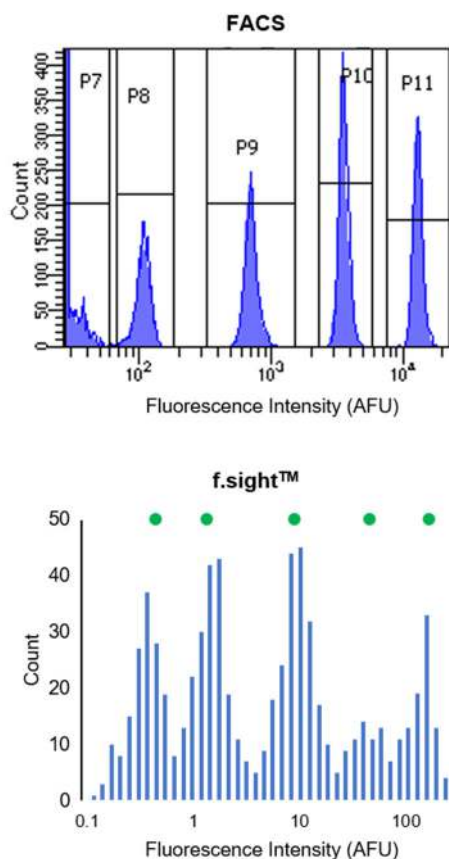 FACS
Count
400
350
300
250
200
150
100
50
0
P7
P8
P9
P10
P11
10²
10³
10⁴
Fluorescence Intensity (AFU)
f.sight™
Count
50
40
30
20
10
0
0.1
1
10
100
Fluorescence Intensity (AFU)